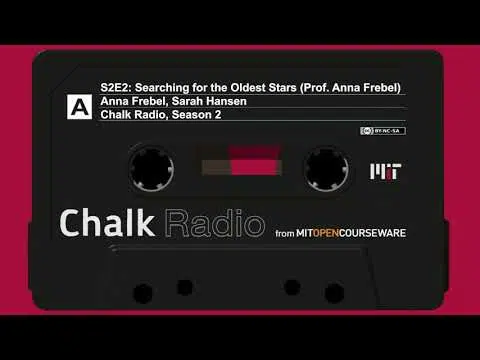 S2E2: Searching for the Oldest Stars (Prof. Anna Frebel)
A
Anna Frebel, Sarah Hansen
Chalk Radio, Season 2
cc BY-NC-SA
MIT
Chalk Radio from MITOPENCOURSEWARE